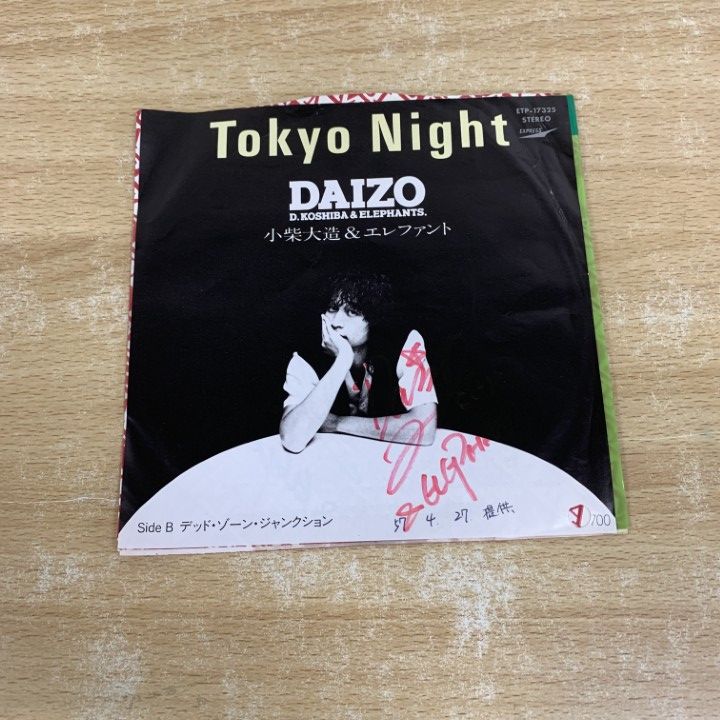 ETP-17325
STEREO
EXPRESS
Tokyo Night
DAIZO
D. KOSHIBA & ELEPHANTS.
小柴大造&エレファント
Side B デッド・ゾーン・ジャンクション
57 4. 27. 提供
700